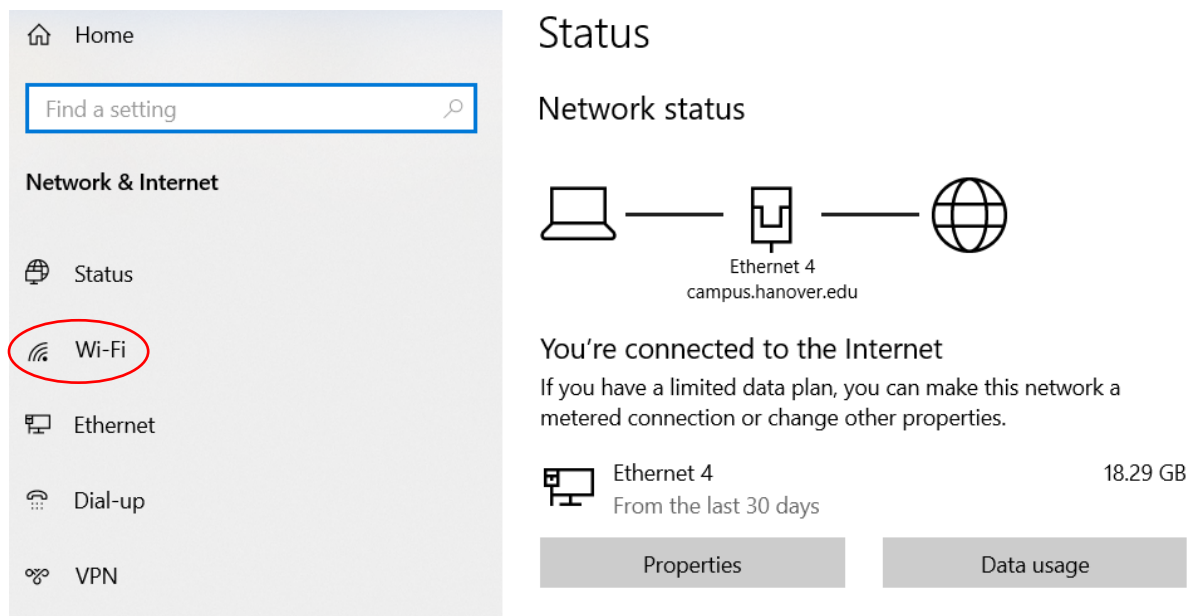 Home
Find a setting
Network & Internet
Status
Wi-Fi
Ethernet
Dial-up
VPN
Status
Network status
Ethernet 4
campus.hanover.edu
You're connected to the Internet
If you have a limited data plan, you can make this network a
metered connection or change other properties.
Ethernet 4 18.29 GB
From the last 30 days
Properties Data usage